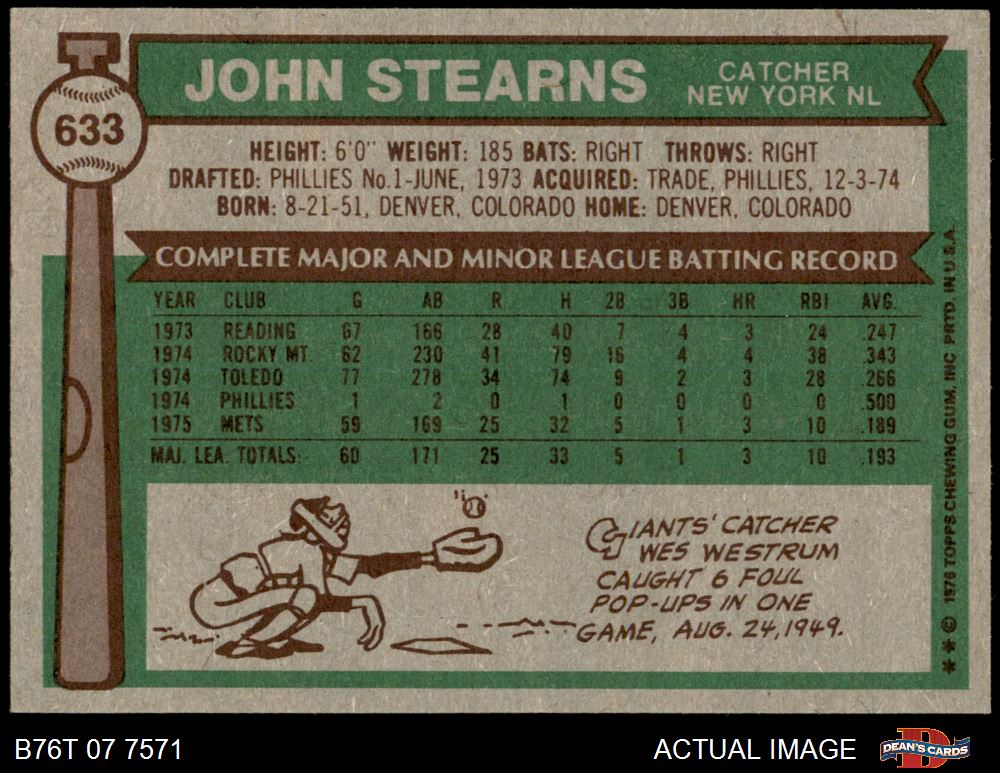 633
JOHN STEARNS
CATCHER
NEW YORK NL
HEIGHT: 6'0" WEIGHT: 185 BATS: RIGHT THROWS: RIGHT
DRAFTED: PHILLIES No.1-JUNE, 1973 ACQUIRED: TRADE, PHILLIES, 12-3-74
BORN: 8-21-51, DENVER, COLORADO HOME: DENVER, COLORADO
COMPLETE MAJOR AND MINOR LEAGUE BATTING RECORD
YEAR CLUB G AB R H 2B 3B HR RBI AVG.
1973 READING 67 166 28 40 7 4 3 24 .247
1974 ROCKY MT. 62 230 41 79 16 4 4 38 .343
1974 TOLEDO 77 278 34 74 9 2 3 28 .266
1974 PHILLIES 1 2 0 1 0 0 0 0 .500
1975 METS 59 169 25 32 5 1 3 10 .189
MAJ. LEA. TOTALS: 60 171 25 33 5 1 3 10 .193
GIANTS' CATCHER
WES WESTRUM
CAUGHT 6 FOUL
POP-UPS IN ONE
GAME, AUG. 24, 1949.
**© 1976 TOPPS CHEWING GUM, INC PRTD. IN U.S.A.
B76T 07 7571
ACTUAL IMAGE
DEAN'S CARDS